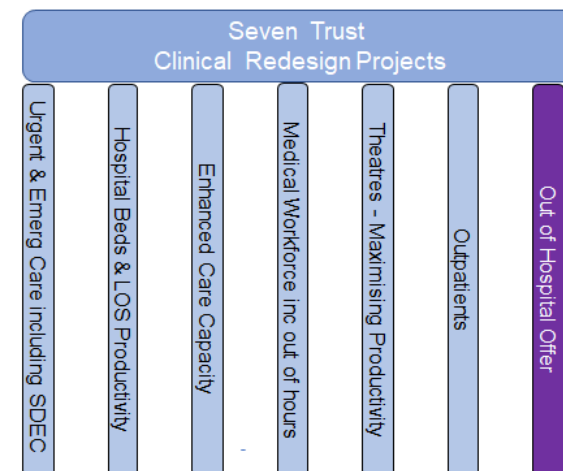 Seven Trust
Clinical Redesign Projects
Urgent & Emerg Care including SDEC
Hospital Beds & LOS Productivity
Enhanced Care Capacity
Medical Workforce inc out of hours
Theatres - Maximising Productivity
Outpatients
Out of Hospital Offer